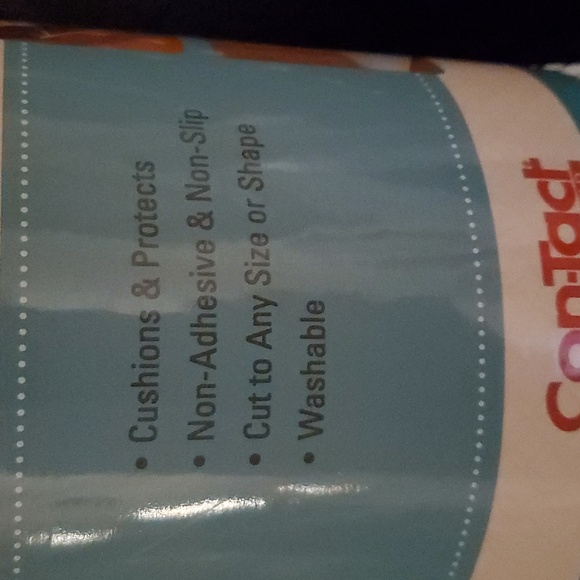 • Cushions & Protects
• Non-Adhesive & Non-Slip
• Cut to Any Size or Shape
• Washable
Con-Tact